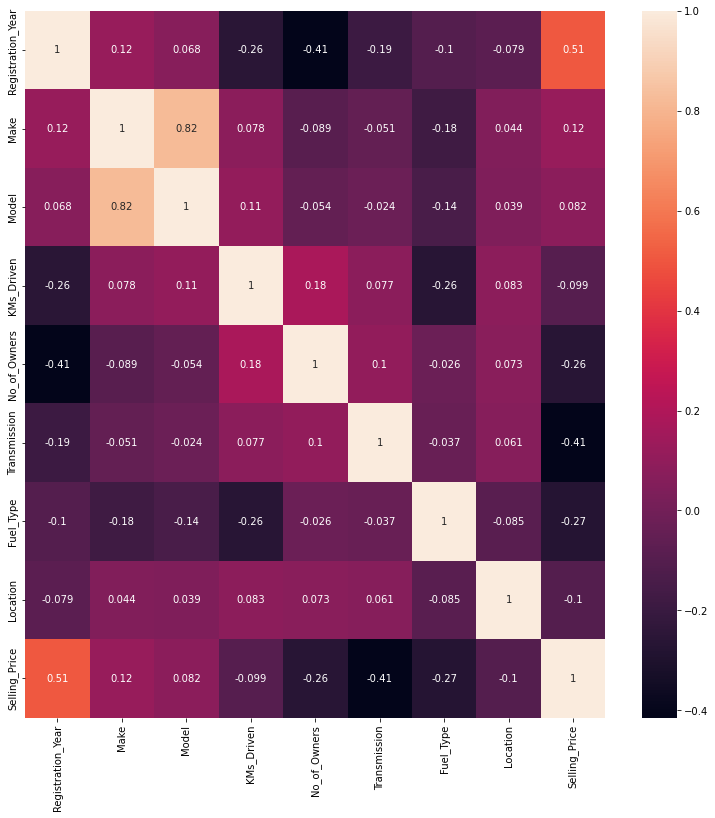 Registration_Year 1 0.12 0.068 -0.26 -0.41 -0.19 -0.1 -0.079 0.51
Make 0.12 1 0.82 0.078 -0.089 -0.051 -0.18 0.044 0.12
Model 0.068 0.82 1 0.11 -0.054 -0.024 -0.14 0.039 0.082
KMs_Driven -0.26 0.078 0.11 1 0.18 0.077 -0.26 0.083 -0.099
No_of_Owners -0.41 -0.089 -0.054 0.18 1 0.1 -0.026 0.073 -0.26
Transmission -0.19 -0.051 -0.024 0.077 0.1 1 -0.037 0.061 -0.41
Fuel_Type -0.1 -0.18 -0.14 -0.26 -0.026 -0.037 1 -0.085 -0.27
Location -0.079 0.044 0.039 0.083 0.073 0.061 -0.085 1 -0.1
Selling_Price 0.51 0.12 0.082 -0.099 -0.26 -0.41 -0.27 -0.1 1
Registration_Year
Make
Model
KMs_Driven
No_of_Owners
Transmission
Fuel_Type
Location
Selling_Price
1.0
0.8
0.6
0.4
0.2
0.0
−0.2
−0.4